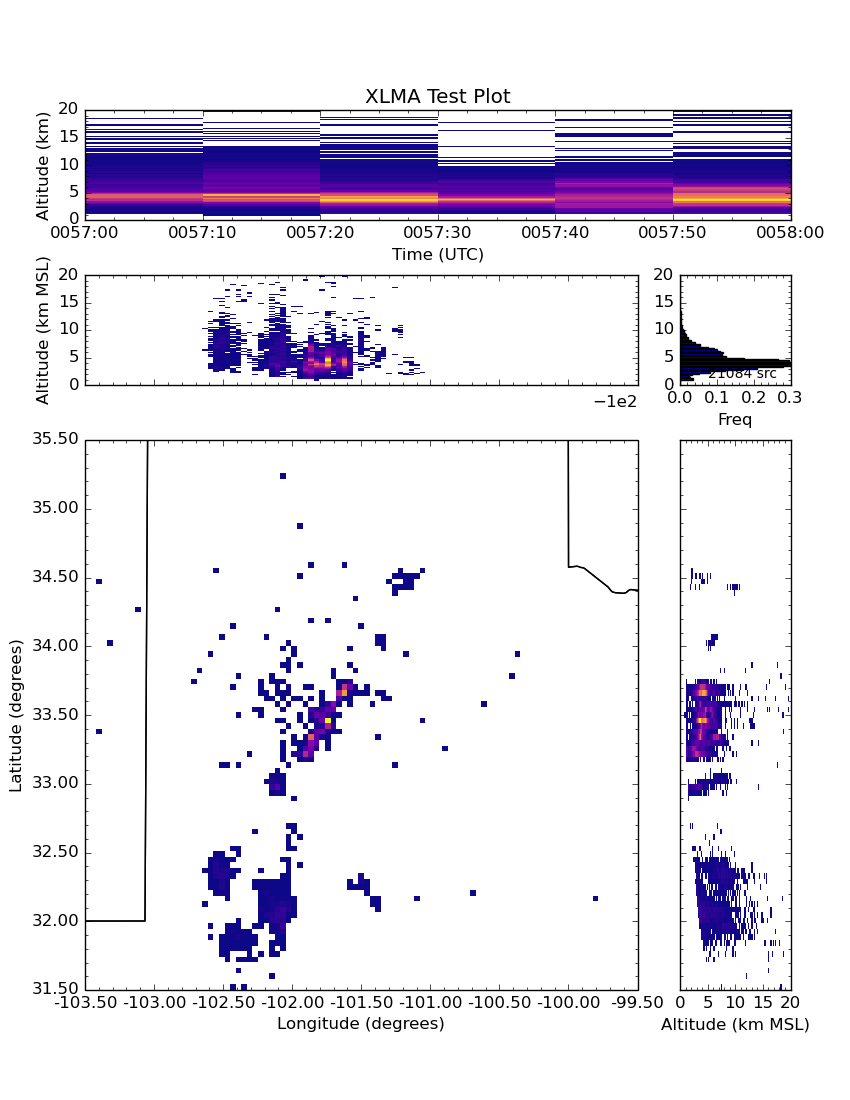 XLMA Test Plot
Altitude (km)
20
15
10
5
0
0057:00 0057:10 0057:20 0057:30 0057:40 0057:50 0058:00
Time (UTC)
Altitude (km MSL)
20
15
10
5
0
−1e2
20
15
10
5
0
21084 src
0.0 0.1 0.2 0.3
Freq
Latitude (degrees)
35.50
35.00
34.50
34.00
33.50
33.00
32.50
32.00
31.50
-103.50 -103.00 -102.50 -102.00 -101.50 -101.00 -100.50 -100.00 -99.50
Longitude (degrees)
0 5 10 15 20
Altitude (km MSL)